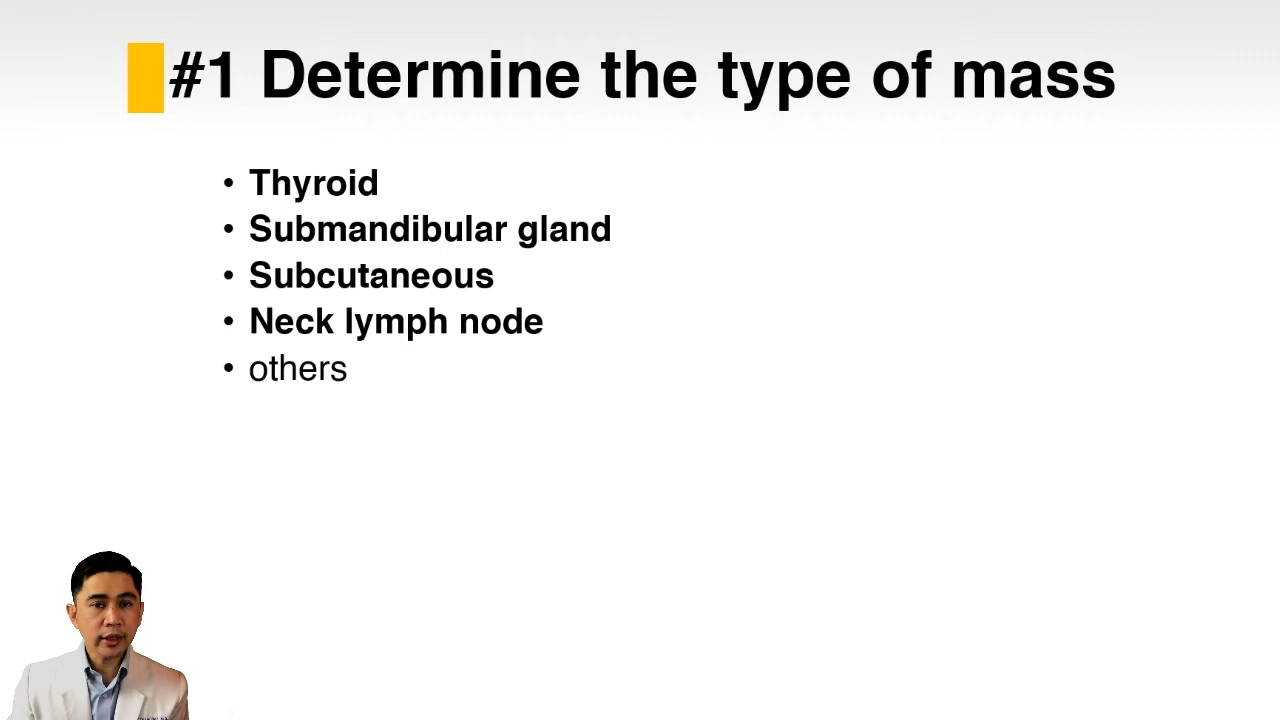 #1 Determine the type of mass
• Thyroid
• Submandibular gland
• Subcutaneous
• Neck lymph node
• others